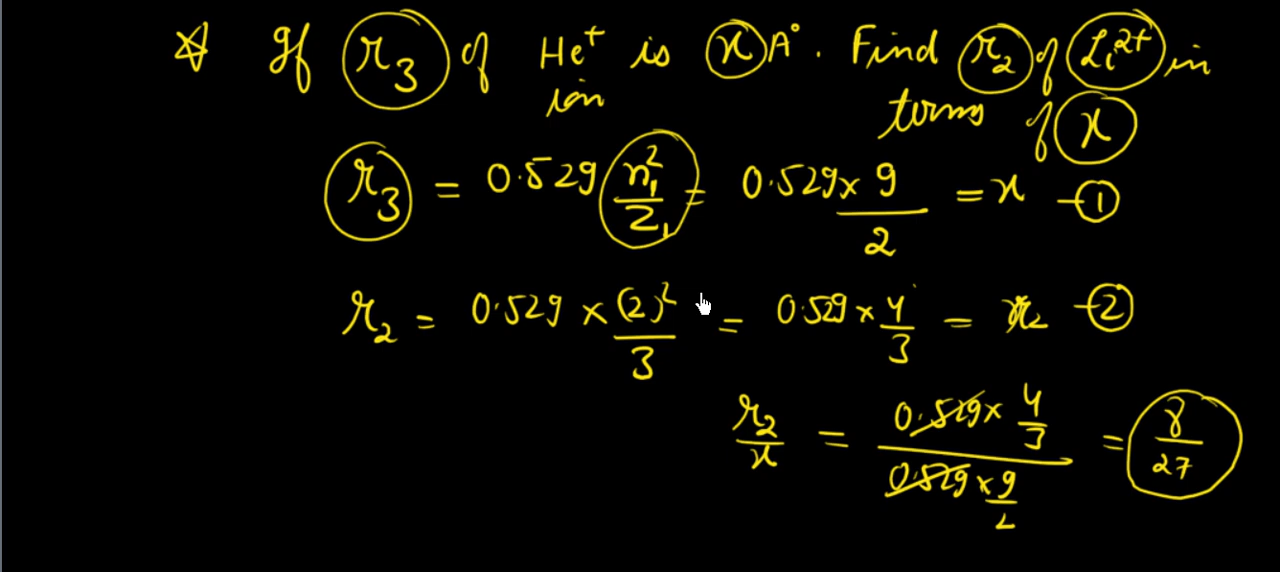 ☆ If r₃ of He⁺ is x A°. Find r₂ of Li²⁺ in
ion terms of x
r₃ = 0.529 n₁²/Z₁ = 0.529 × 9/2 = x —①
r₂ = 0.529 × (2)²/3 = 0.529 × 4/3 = r₂ —②
r₂/x = (0.529 × 4/3)/(0.529 × 9/2) = 8/27